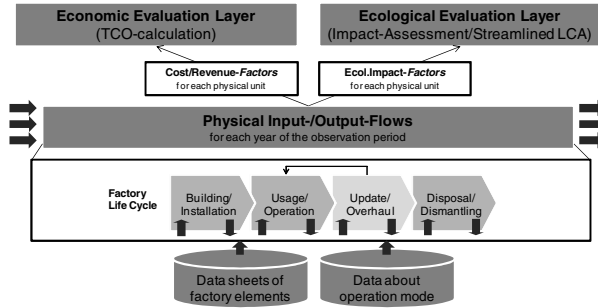 Economic Evaluation Layer
(TCO-calculation)
Ecological Evaluation Layer
(Impact-Assessment/Streamlined LCA)
Cost/Revenue-Factors
for each physical unit
Ecol.Impact-Factors
for each physical unit
Physical Input-/Output-Flows
for each year of the observation period
Factory
Life Cycle
Building/
Installation
Usage/
Operation
Update/
Overhaul
Disposal/
Dismantling
Data sheets of
factory elements
Data about
operation mode